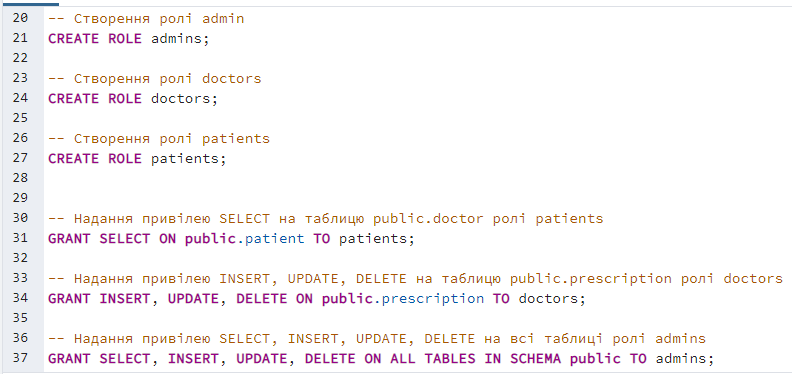 20 -- Створення ролі admin
21 CREATE ROLE admins;
22
23 -- Створення ролі doctors
24 CREATE ROLE doctors;
25
26 -- Створення ролі patients
27 CREATE ROLE patients;
28
29
30 -- Надання привілею SELECT на таблицю public.doctor ролі patients
31 GRANT SELECT ON public.patient TO patients;
32
33 -- Надання привілею INSERT, UPDATE, DELETE на таблицю public.prescription ролі doctors
34 GRANT INSERT, UPDATE, DELETE ON public.prescription TO doctors;
35
36 -- Надання привілею SELECT, INSERT, UPDATE, DELETE на всі таблиці ролі admins
37 GRANT SELECT, INSERT, UPDATE, DELETE ON ALL TABLES IN SCHEMA public TO admins;